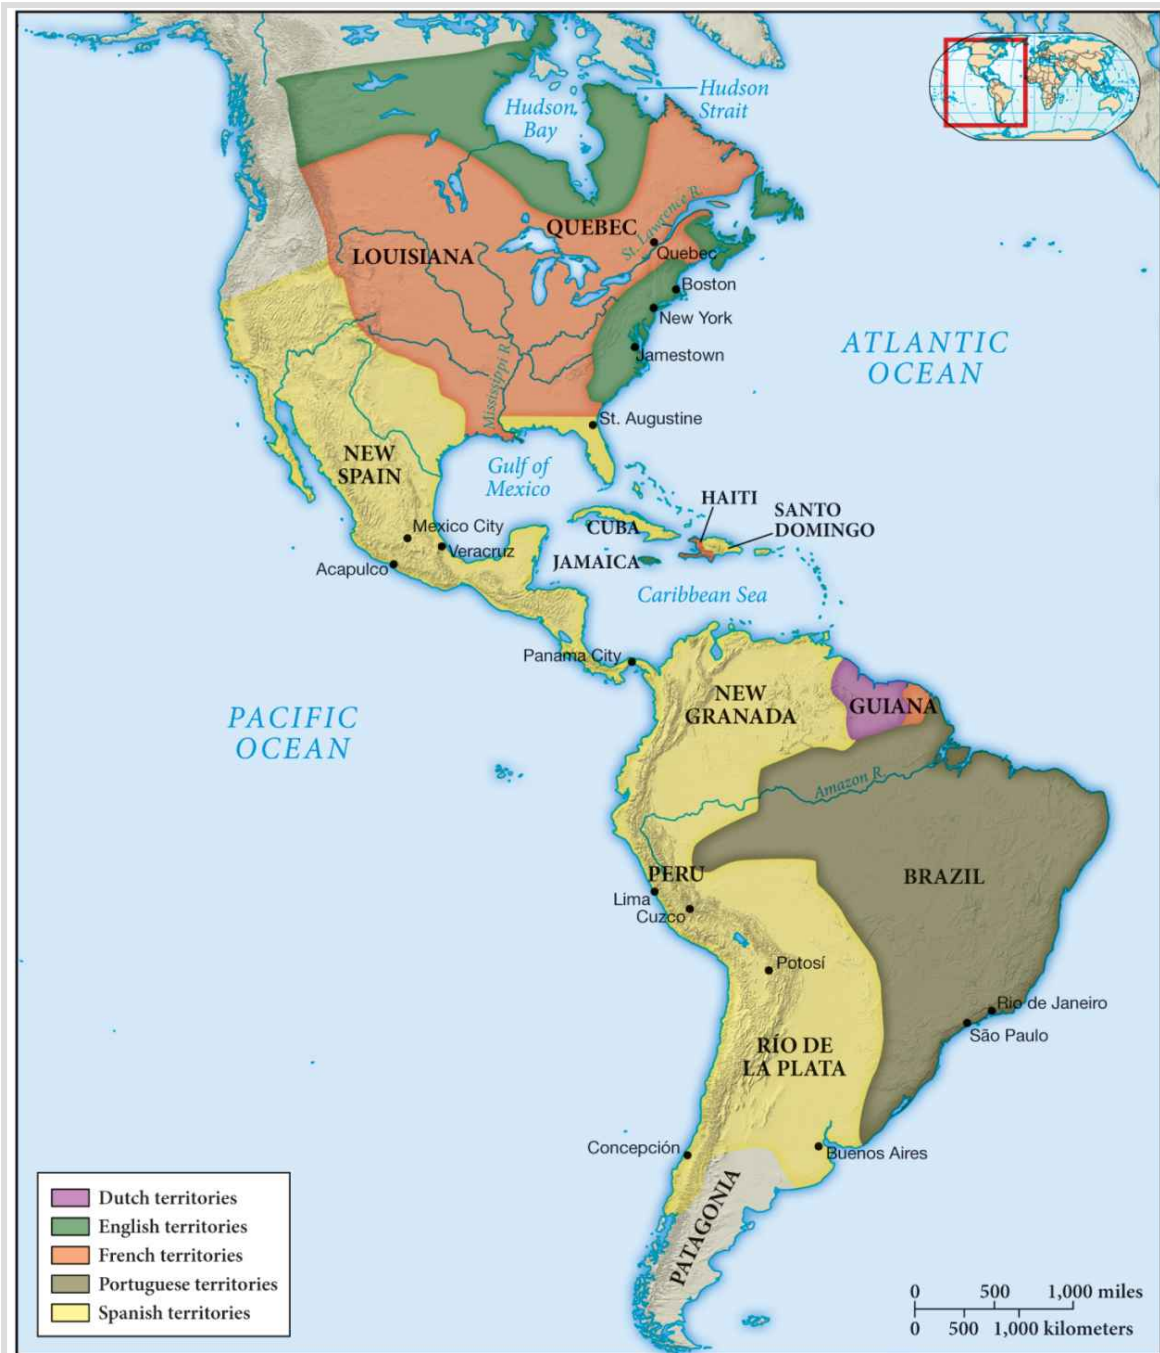 Hudson
Strait
Hudson
Bay
QUEBEC
St. Lawrence R.
LOUISIANA
Quebec
Boston
New York
Jamestown
ATLANTIC
OCEAN
Mississippi R.
St. Augustine
NEW
SPAIN
Gulf of
Mexico
HAITI
SANTO
DOMINGO
Mexico City
CUBA
Veracruz
JAMAICA
Acapulco
Caribbean Sea
Panama City
NEW
GRANADA
GUIANA
PACIFIC
OCEAN
Amazon R.
PERU
BRAZIL
Lima
Cuzco
Potosí
Rio de Janeiro
São Paulo
RÍO DE
LA PLATA
Concepción
Buenos Aires
PATAGONIA
Dutch territories
English territories
French territories
Portuguese territories
Spanish territories
0 500 1,000 miles
0 500 1,000 kilometers